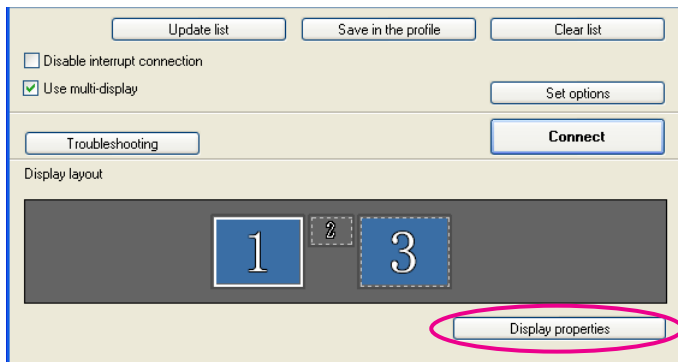 Update list Save in the profile Clear list
Disable interrupt connection
Use multi-display Set options
Troubleshooting Connect
Display layout
1 2 3
Display properties